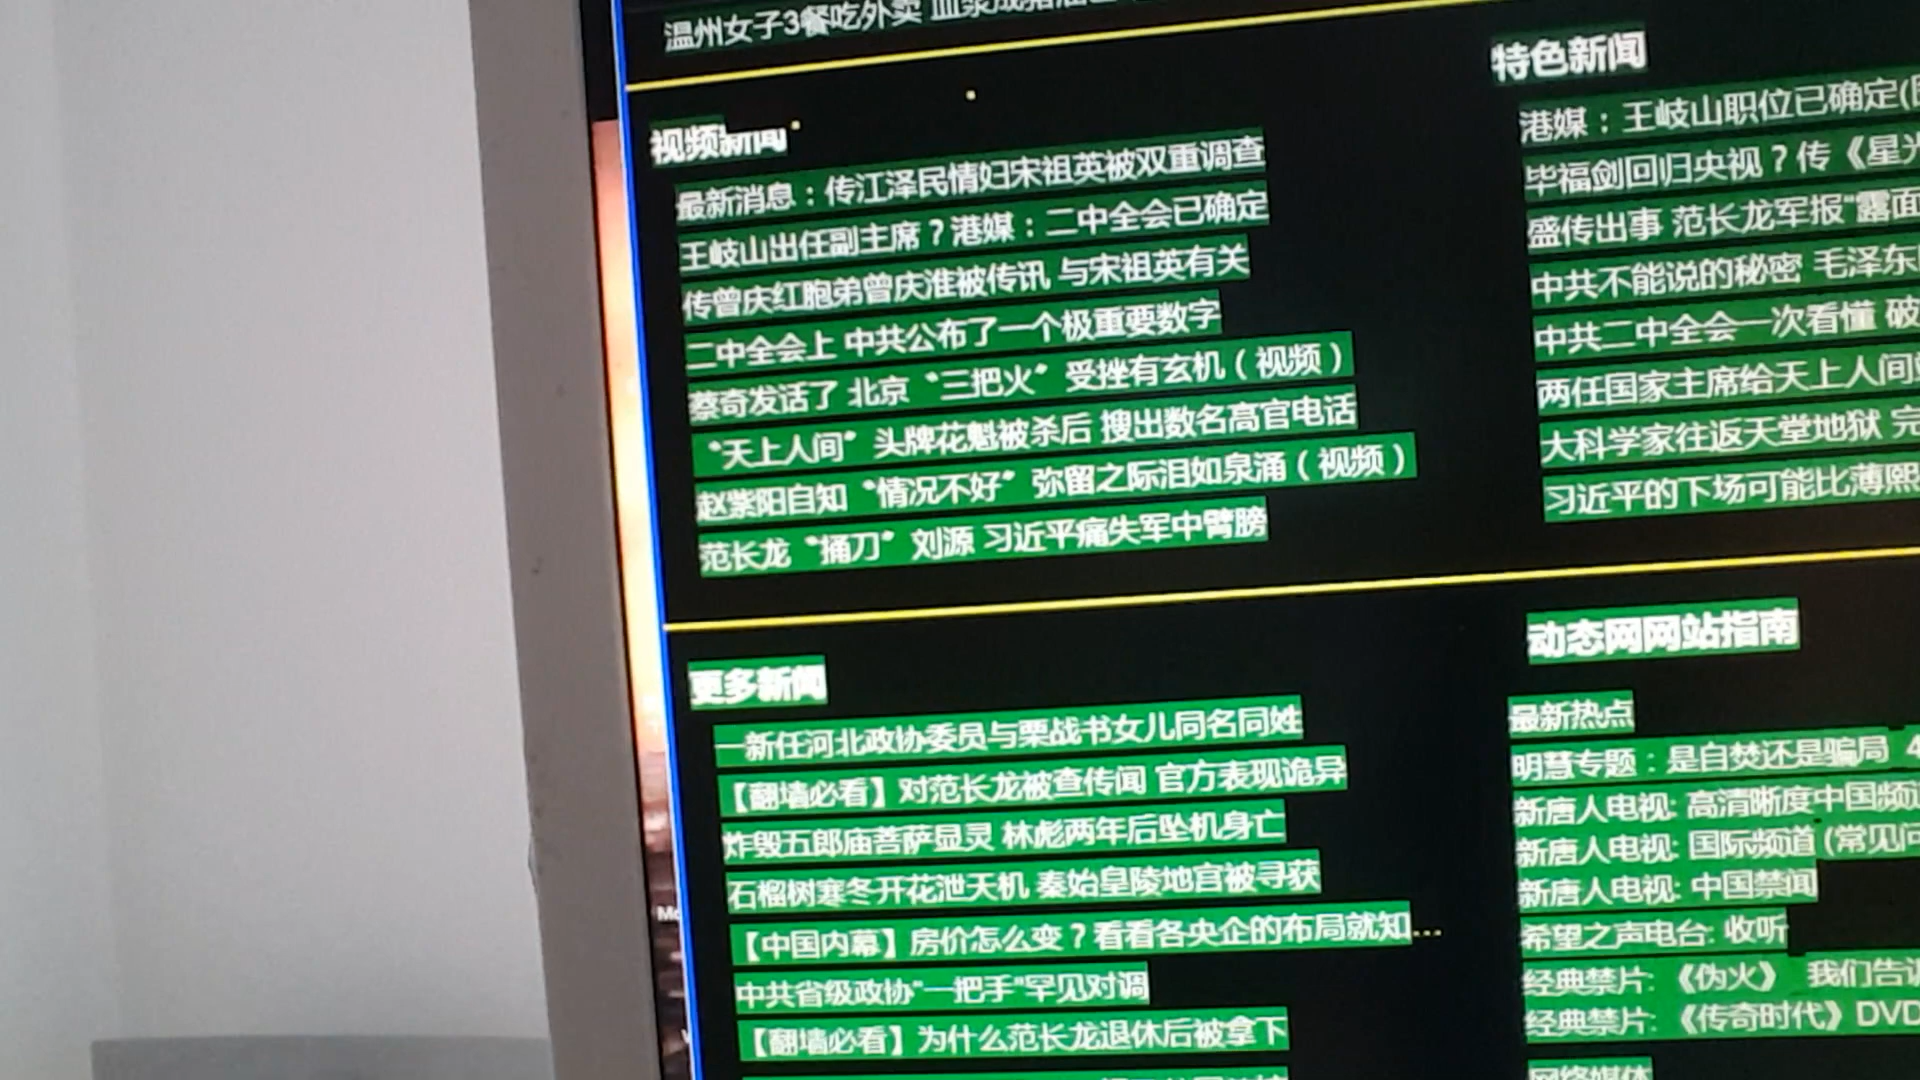 温州女子3餐吃外卖
视频新闻
最新消息：传江泽民情妇宋祖英被双重调查
王岐山出任副主席？港媒：二中全会已确定
传曾庆红胞弟曾庆淮被传讯 与宋祖英有关
二中全会上 中共公布了一个极重要数字
蔡奇发话了 北京“三把火”受挫有玄机（视频）
“天上人间”头牌花魁被杀后 搜出数名高官电话
赵紫阳自知“情况不好”弥留之际泪如泉涌（视频）
范长龙“捅刀”刘源 习近平痛失军中臂膀
特色新闻
港媒：王岐山职位已确定
毕福剑回归央视？传《星光
盛传出事 范长龙军报"露面
中共不能说的秘密 毛泽东
中共二中全会一次看懂 破
两任国家主席给天上人间
大科学家往返天堂地狱 完
习近平的下场可能比薄熙
更多新闻
一新任河北政协委员与栗战书女儿同名同姓
【翻墙必看】对范长龙被查传闻 官方表现诡异
炸毁五郎庙菩萨显灵 林彪两年后坠机身亡
石榴树寒冬开花泄天机 秦始皇陵地宫被寻获
【中国内幕】房价怎么变？看看各央企的布局就知...
中共省级政协"一把手"罕见对调
【翻墙必看】为什么范长龙退休后被拿下
动态网网站指南
最新热点
明慧专题：是自焚还是骗局
新唐人电视: 高清晰度中国频道
新唐人电视: 国际频道 (常见问
新唐人电视: 中国禁闻
希望之声电台: 收听
经典禁片: 《伪火》 我们告诉
经典禁片: 《传奇时代》DVD
网络媒体